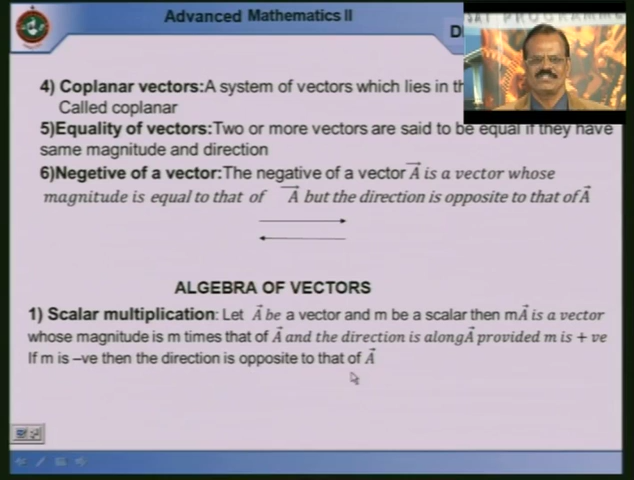 Advanced Mathematics II
D
SAT PROGRAMME
4) Coplanar vectors:A system of vectors which lies in th
Called coplanar
5)Equality of vectors:Two or more vectors are said to be equal if they have
same magnitude and direction
6)Negetive of a vector:The negative of a vector A⃗ is a vector whose
magnitude is equal to that of A⃗ but the direction is opposite to that of A⃗
ALGEBRA OF VECTORS
1) Scalar multiplication: Let A⃗ be a vector and m be a scalar then mA⃗ is a vector
whose magnitude is m times that of A⃗ and the direction is alongA⃗ provided m is + ve
If m is –ve then the direction is opposite to that of A⃗